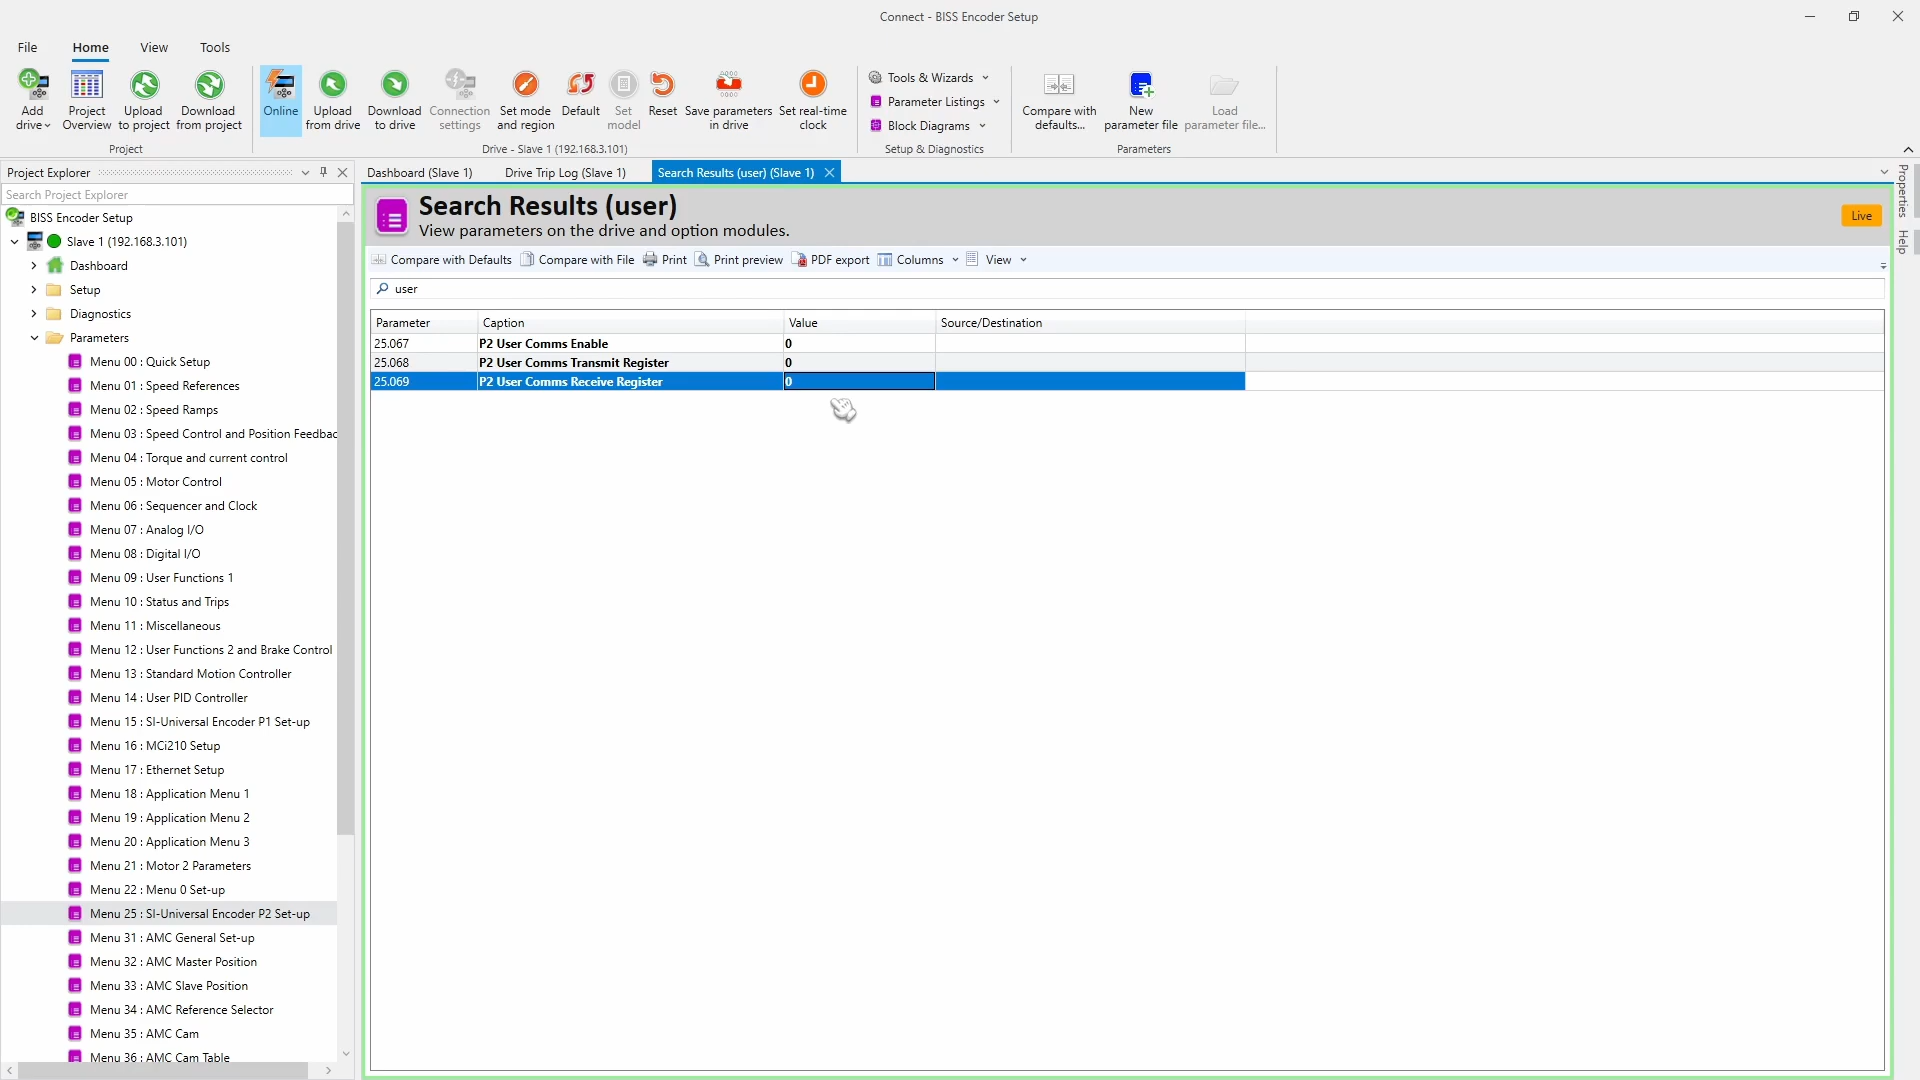 Connect - BISS Encoder Setup
File
Home
View
Tools
Add drive
Project Overview
Upload to project
Download from project
Project
Online
Upload from drive
Download to drive
Connection settings
Set mode and region
Default
Set model
Reset
Save parameters in drive
Set real-time clock
Drive - Slave 1 (192.168.3.101)
Tools & Wizards
Parameter Listings
Block Diagrams
Setup & Diagnostics
Compare with defaults...
New parameter file
Load parameter file...
Parameters
Project Explorer
Search Project Explorer
BISS Encoder Setup
Slave 1 (192.168.3.101)
Dashboard
Setup
Diagnostics
Parameters
Menu 00 : Quick Setup
Menu 01 : Speed References
Menu 02 : Speed Ramps
Menu 03 : Speed Control and Position Feedbac
Menu 04 : Torque and current control
Menu 05 : Motor Control
Menu 06 : Sequencer and Clock
Menu 07 : Analog I/O
Menu 08 : Digital I/O
Menu 09 : User Functions 1
Menu 10 : Status and Trips
Menu 11 : Miscellaneous
Menu 12 : User Functions 2 and Brake Control
Menu 13 : Standard Motion Controller
Menu 14 : User PID Controller
Menu 15 : SI-Universal Encoder P1 Set-up
Menu 16 : MCi210 Setup
Menu 17 : Ethernet Setup
Menu 18 : Application Menu 1
Menu 19 : Application Menu 2
Menu 20 : Application Menu 3
Menu 21 : Motor 2 Parameters
Menu 22 : Menu 0 Set-up
Menu 25 : SI-Universal Encoder P2 Set-up
Menu 31 : AMC General Set-up
Menu 32 : AMC Master Position
Menu 33 : AMC Slave Position
Menu 34 : AMC Reference Selector
Menu 35 : AMC Cam
Menu 36 : AMC Cam Table
Dashboard (Slave 1)
Drive Trip Log (Slave 1)
Search Results (user) (Slave 1)
Search Results (user)
View parameters on the drive and option modules.
Live
Compare with Defaults
Compare with File
Print
Print preview
PDF export
Columns
View
user
Parameter Caption Value Source/Destination
25.067 P2 User Comms Enable 0
25.068 P2 User Comms Transmit Register 0
25.069 P2 User Comms Receive Register 0
Properties
Help